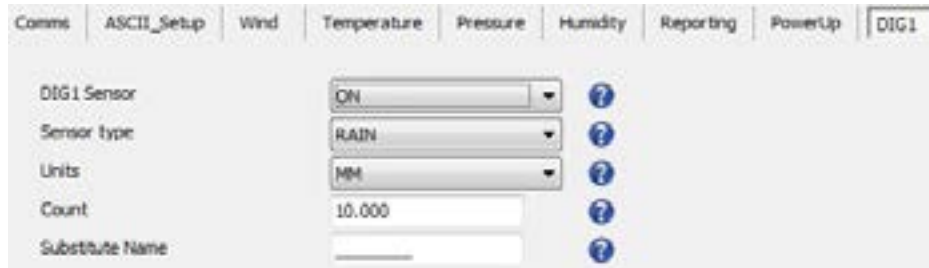 Comms ASCII_Setup Wind Temperature Pressure Humidity Reporting PowerUp DIG1
DIG1 Sensor ON
Sensor type RAIN
Units MM
Count 10.000
Substitute Name ________